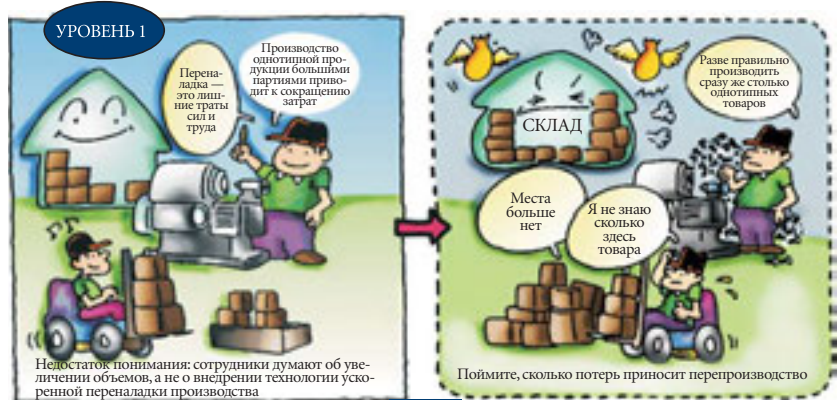 УРОВЕНЬ 1
Перена-
ладка —
это лиш-
ние траты
сил и
труда
Производство
однотипной про-
дукции большими
партиями приво-
дит к сокращению
затрат
Недостаток понимания: сотрудники думают об уве-
личении объемов, а не о внедрении технологии уско-
ренной переналадки производства
Разве правильно
производить
сразу же столько
однотипных
товаров
СКЛАД
Места
больше
нет
Я не знаю
сколько
здесь
товара
Поймите, сколько потерь приносит перепроизводство